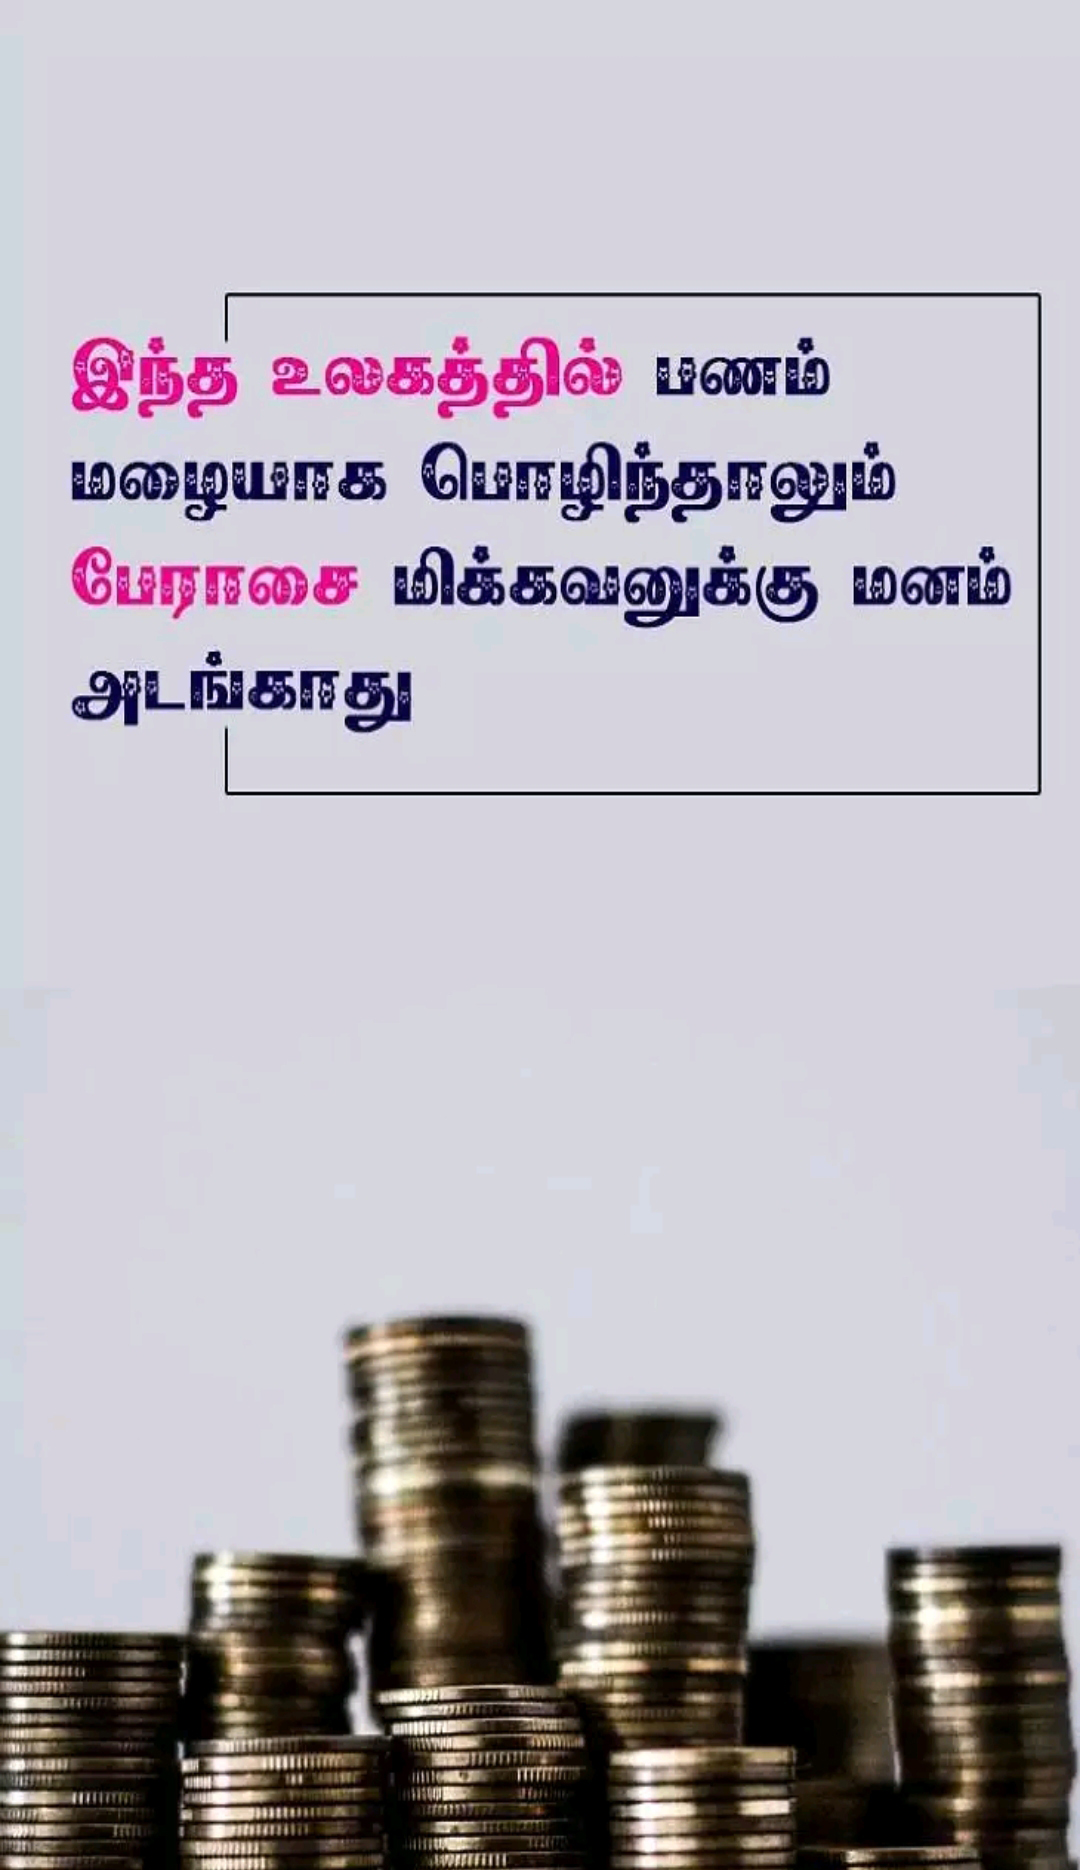 இந்த உலகத்தில் பணம்
மழையாக பொழிந்தாலும்
பேராசை மிக்கவனுக்கு மனம்
அடங்காது